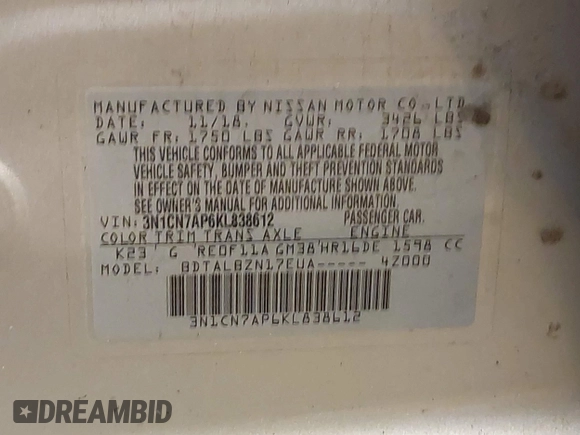 MANUFACTURED BY NISSAN MOTOR CO.,LTD.
DATE: 11/18. GVWR: 3426 LBS
GAWR FR: 1750 LBS GAWR RR: 1708 LBS
THIS VEHICLE CONFORMS TO ALL APPLICABLE FEDERAL MOTOR
VEHICLE SAFETY, BUMPER AND THEFT PREVENTION STANDARDS
IN EFFECT ON THE DATE OF MANUFACTURE SHOWN ABOVE.
SEE OWNER'S MANUAL FOR ADDITIONAL INFORMATION.
VIN: 3N1CN7AP6KL838612 PASSENGER CAR.
COLOR TRIM TRANS AXLE ENGINE
K23 G RE0F11A GM38 HR16DE 1598 CC
MODEL: BDTALBZN17EUA----- 4Z000
3N1CN7AP6KL838612
DREAMBID